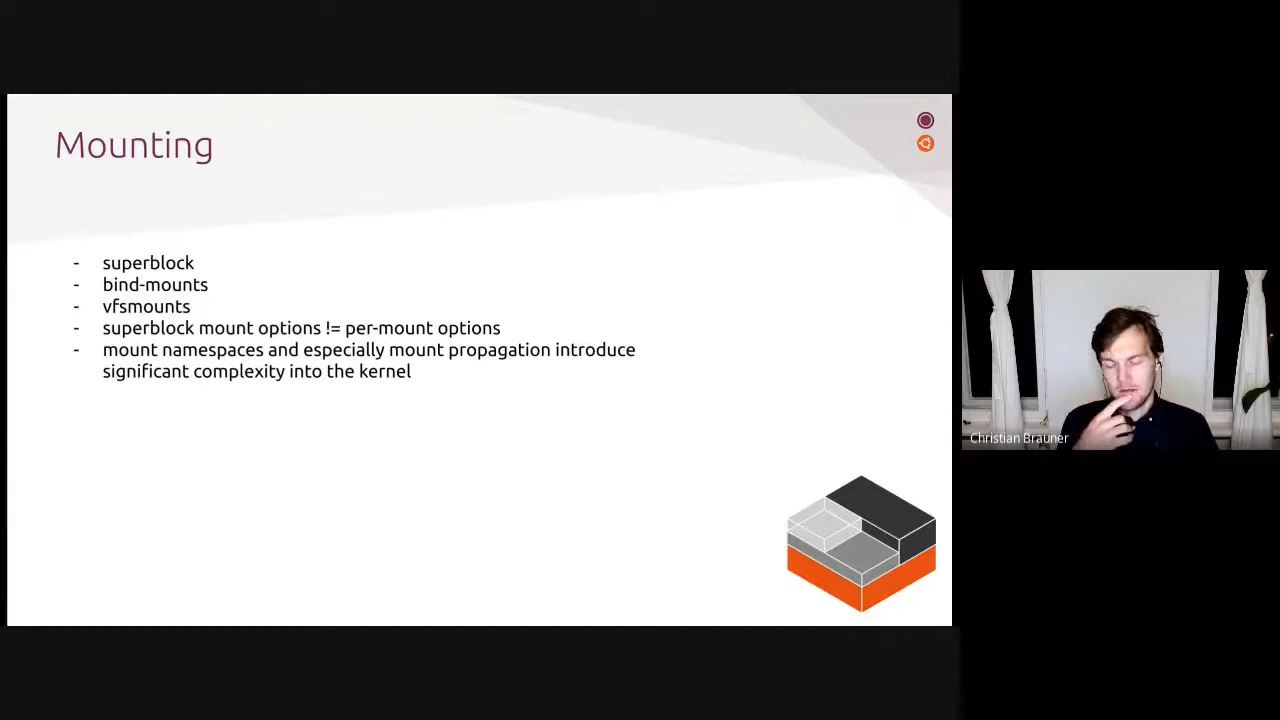 Mounting
- superblock
- bind-mounts
- vfsmounts
- superblock mount options != per-mount options
- mount namespaces and especially mount propagation introduce
significant complexity into the kernel
Christian Brauner